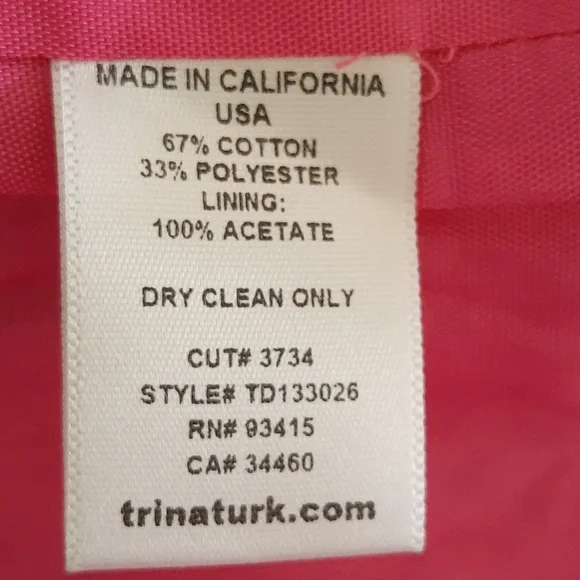 MADE IN CALIFORNIA
USA
67% COTTON
33% POLYESTER
LINING:
100% ACETATE
DRY CLEAN ONLY
CUT# 3734
STYLE# TD133026
RN# 93415
CA# 34460
trinaturk.com